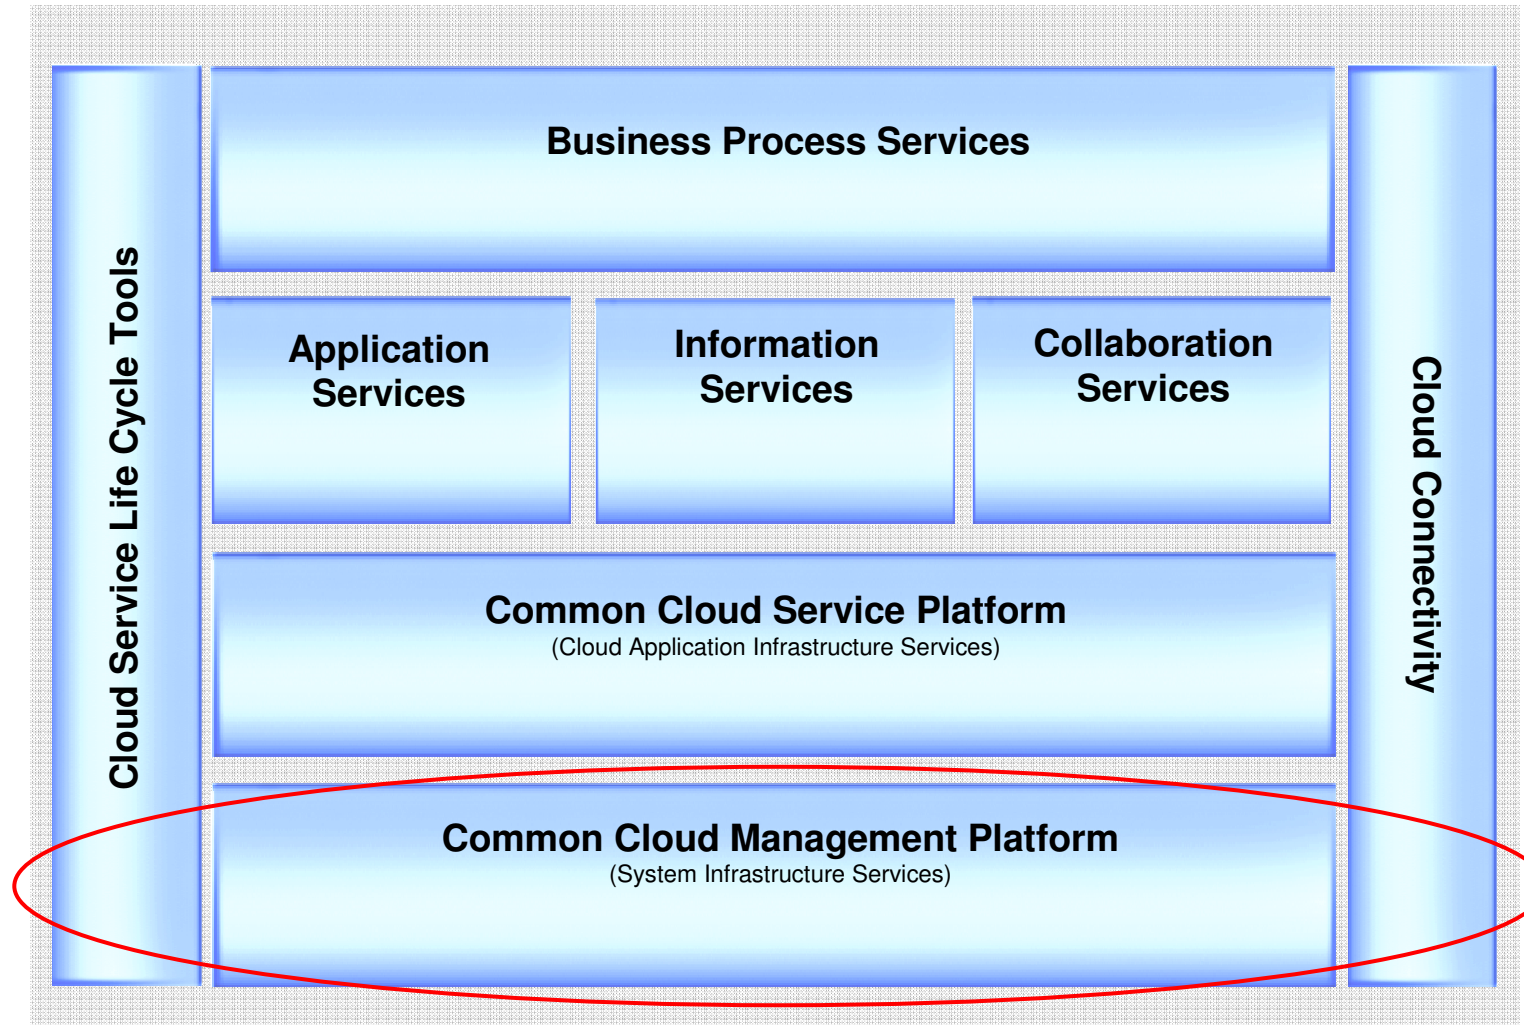 Business Process Services
Cloud Service Life Cycle Tools
Application
Services
Information
Services
Collaboration
Services
Cloud Connectivity
Common Cloud Service Platform
(Cloud Application Infrastructure Services)
Common Cloud Management Platform
(System Infrastructure Services)